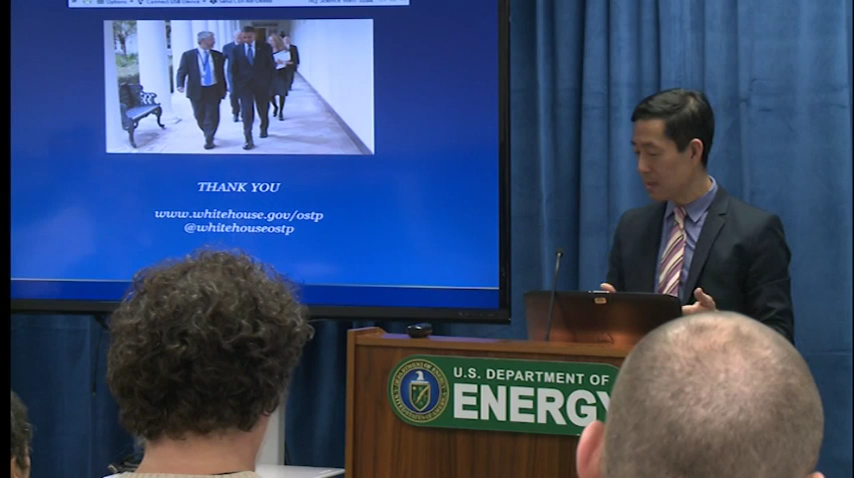 THANK YOU
www.whitehouse.gov/ostp
@whitehouseostp
U.S. DEPARTMENT OF
ENERGY